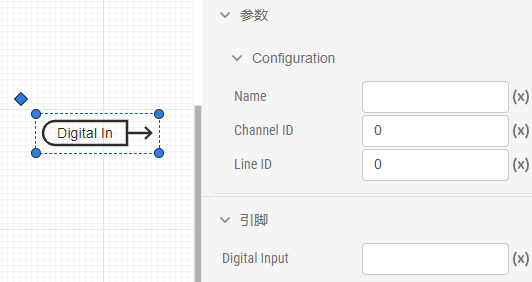 参数
Configuration
Name
(x)
Digital In
Channel ID
0
(x)
Line ID
0
(x)
引脚
Digital Input
(x)